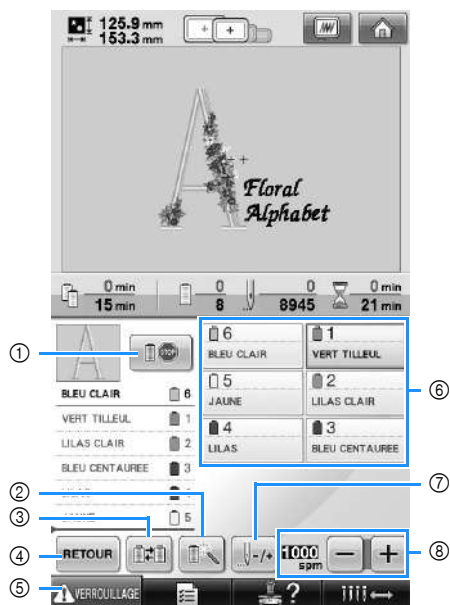 125.9 mm
153.3 mm
Floral
Alphabet
0 min 0 0 0 min
15 min 8 8945 21 min
① STOP
BLEU CLAIR 6
VERT TILLEUL 1
LILAS CLAIR 2
BLEU CENTAUREE 3
5
6 1
BLEU CLAIR VERT TILLEUL
5 2
JAUNE LILAS CLAIR
4 3
LILAS BLEU CENTAUREE
⑥
②
③
⑦
④ RETOUR -/+ 1000 spm − + ⑧
⑤ VERROUILLAGE ?